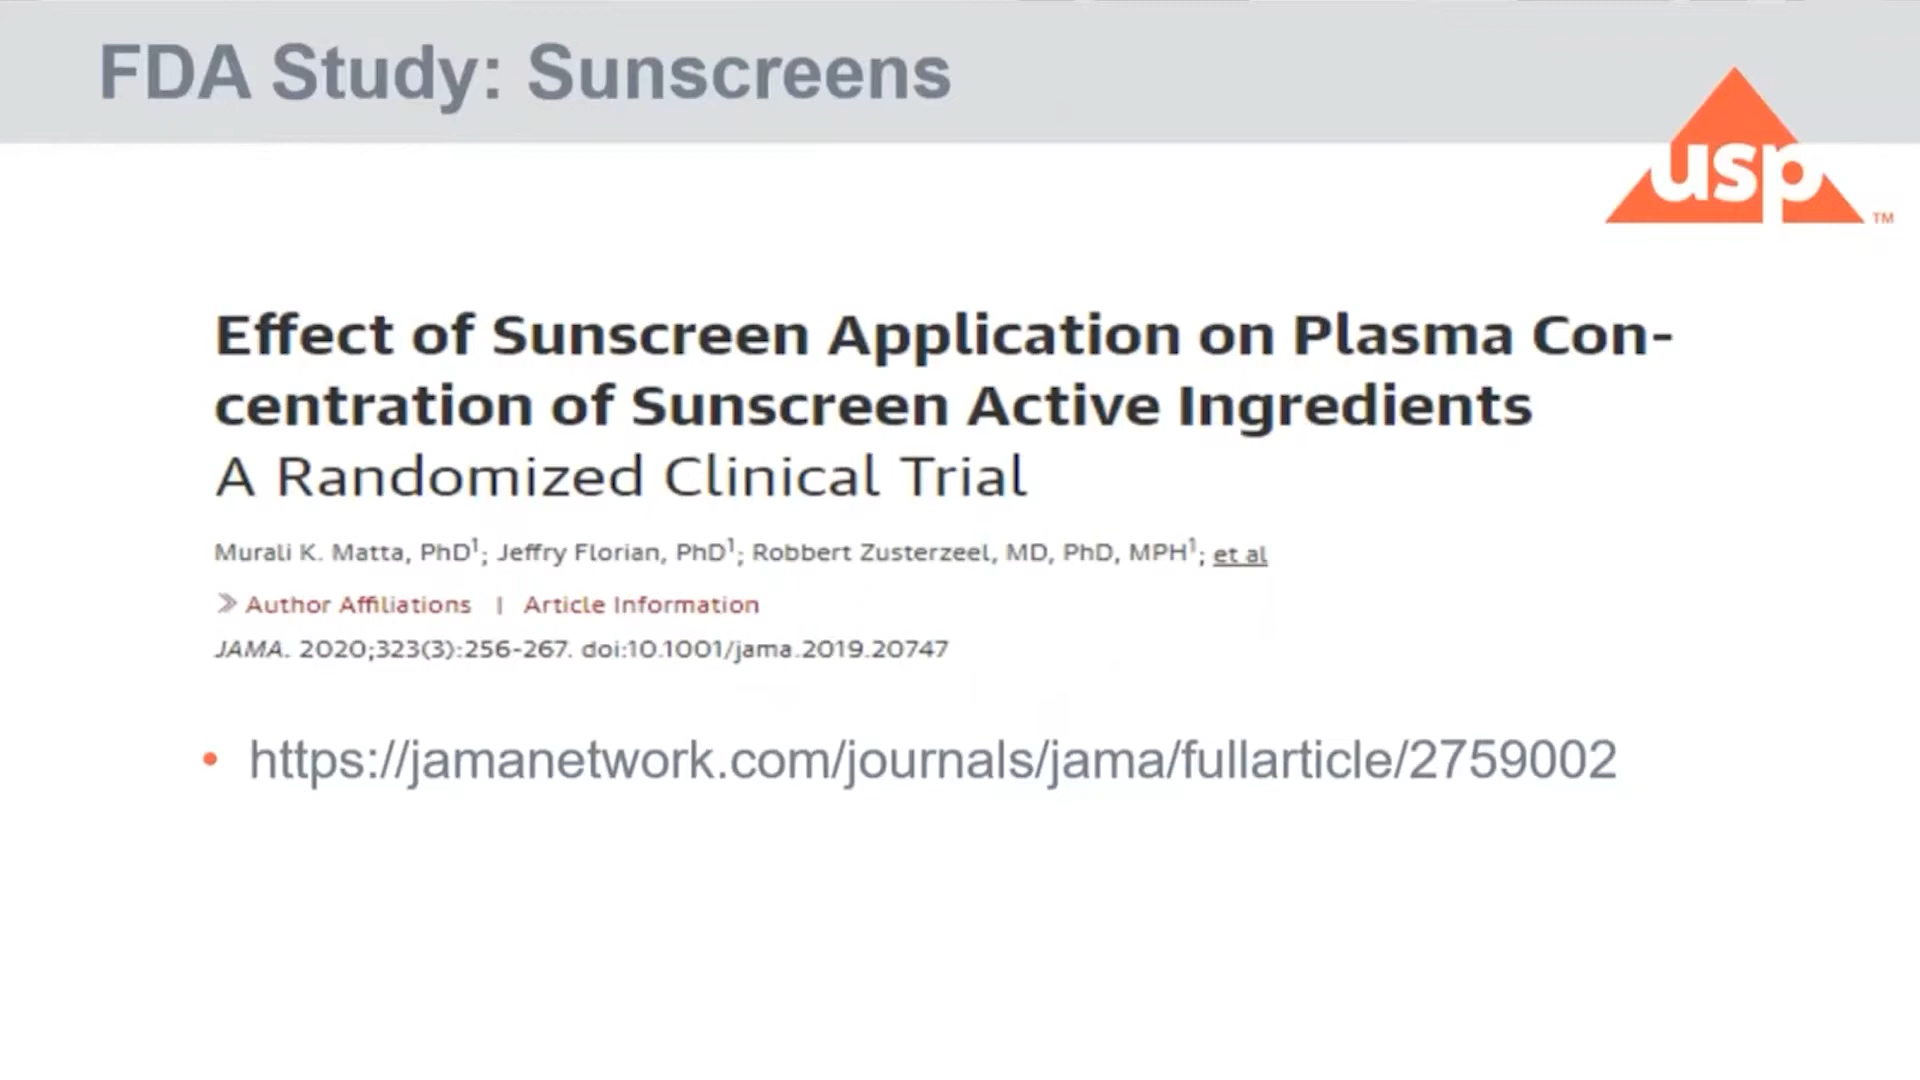 FDA Study: Sunscreens
usp
TM
Effect of Sunscreen Application on Plasma Con-
centration of Sunscreen Active Ingredients
A Randomized Clinical Trial
Murali K. Matta, PhD1; Jeffry Florian, PhD1; Robbert Zusterzeel, MD, PhD, MPH1; et al
Author Affiliations | Article Information
JAMA. 2020;323(3):256-267. doi:10.1001/jama.2019.20747
• https://jamanetwork.com/journals/jama/fullarticle/2759002